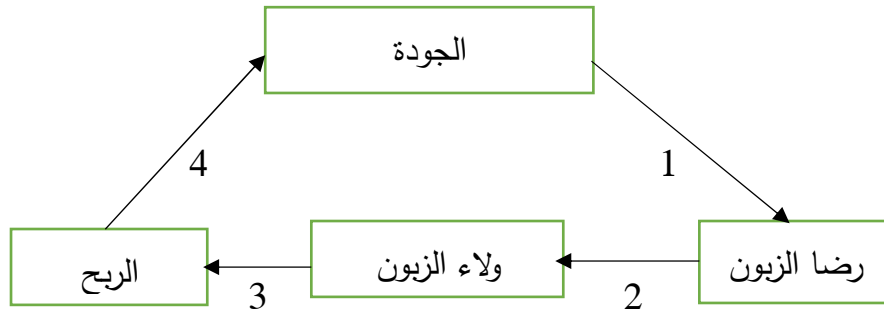 الجودة
4
1
رضا الزبون
ولاء الزبون
الربح
2
3